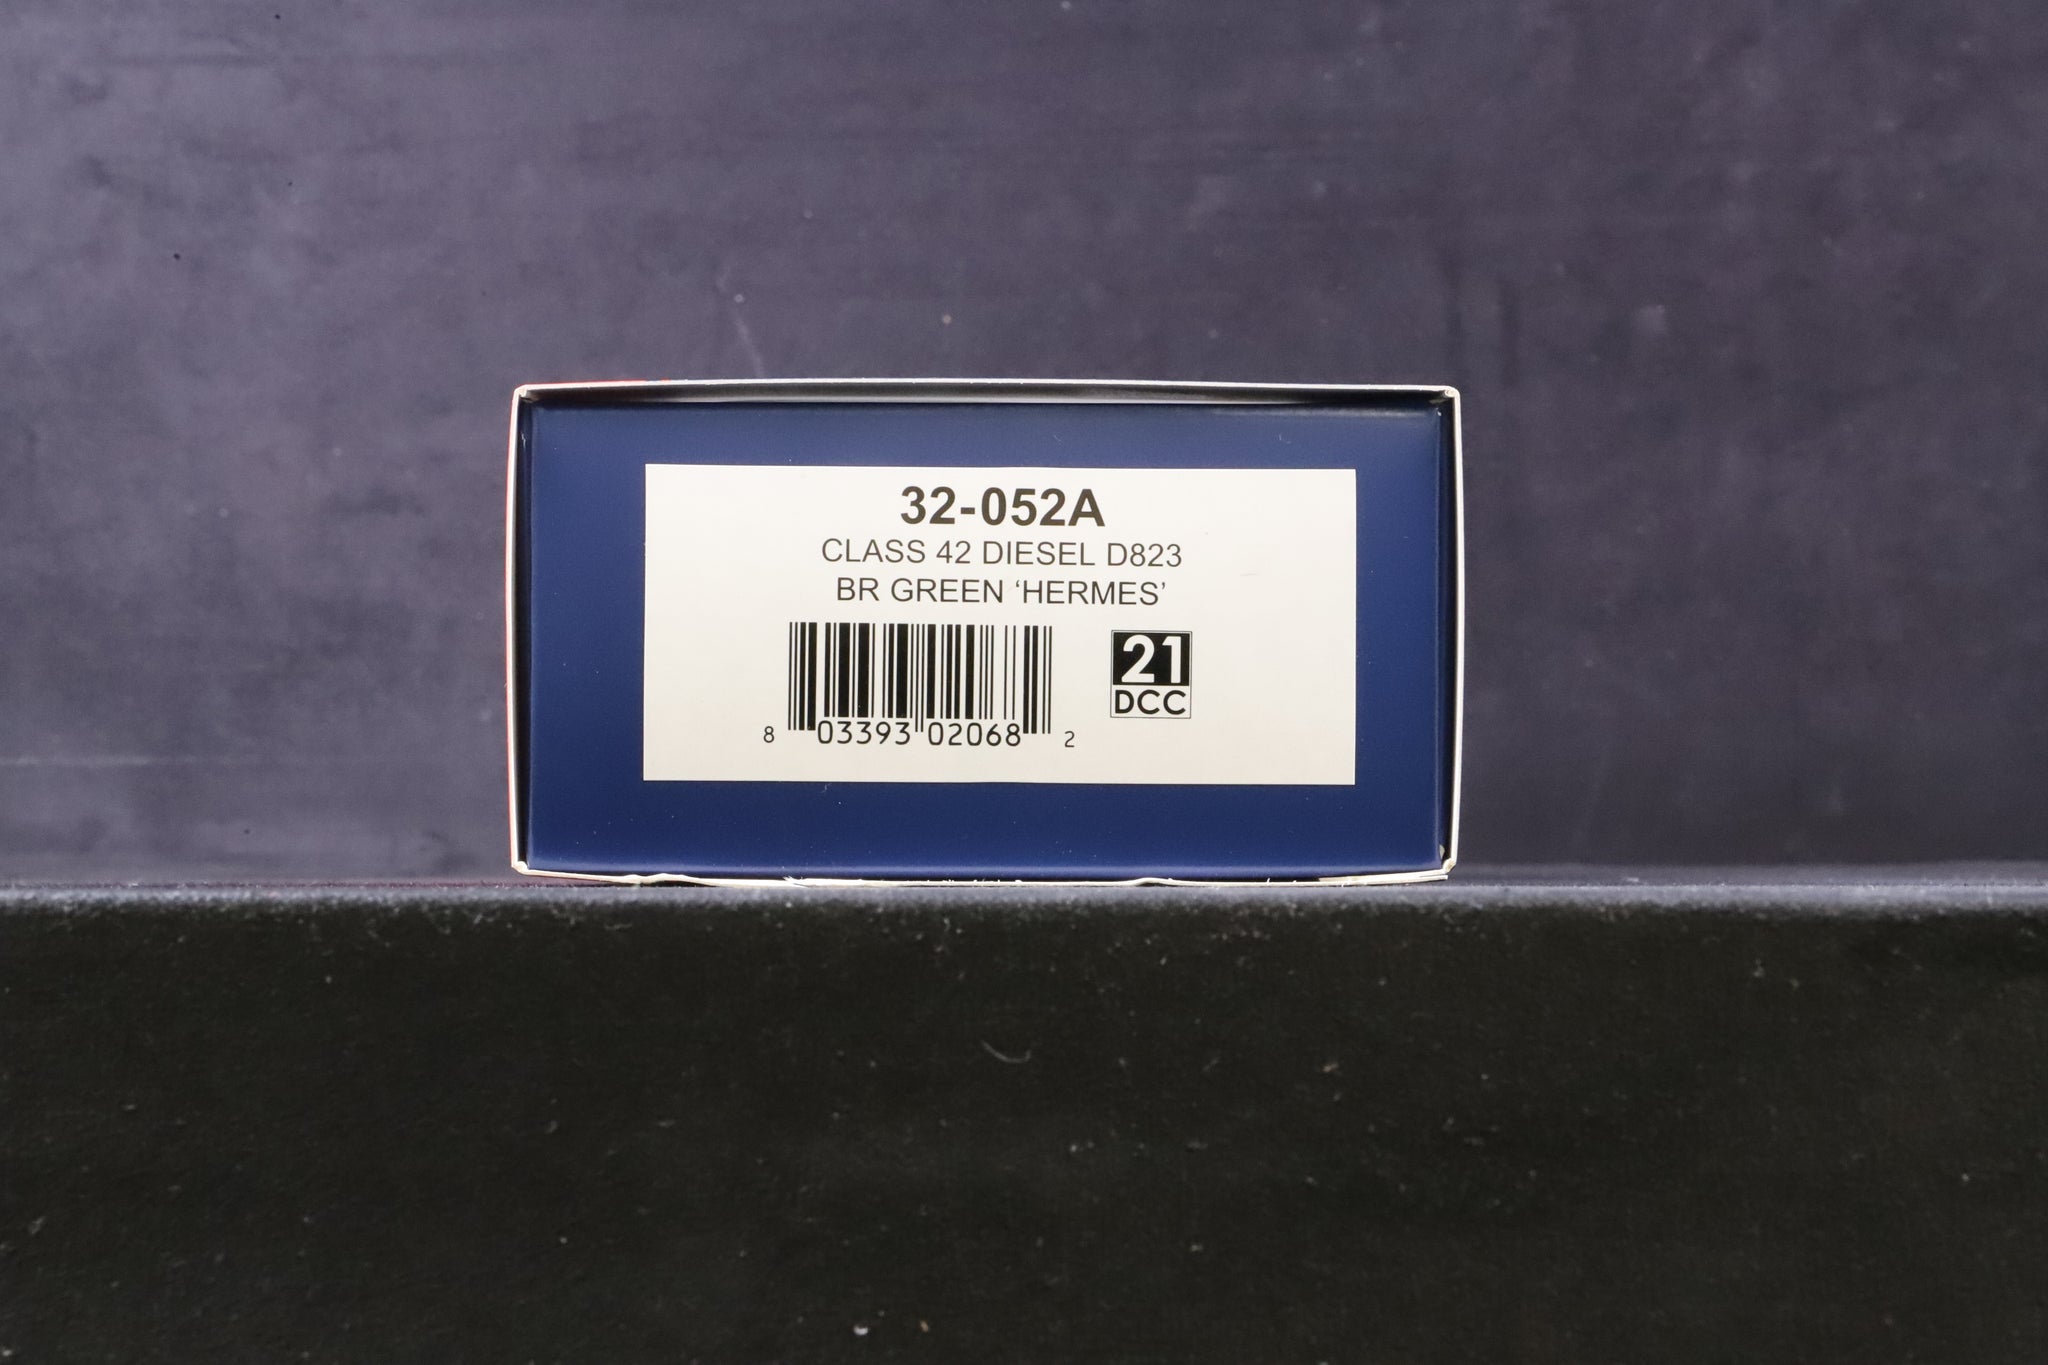 32-052A
CLASS 42 DIESEL D823
BR GREEN ‘HERMES’
21
DCC
8 03393 02068 2